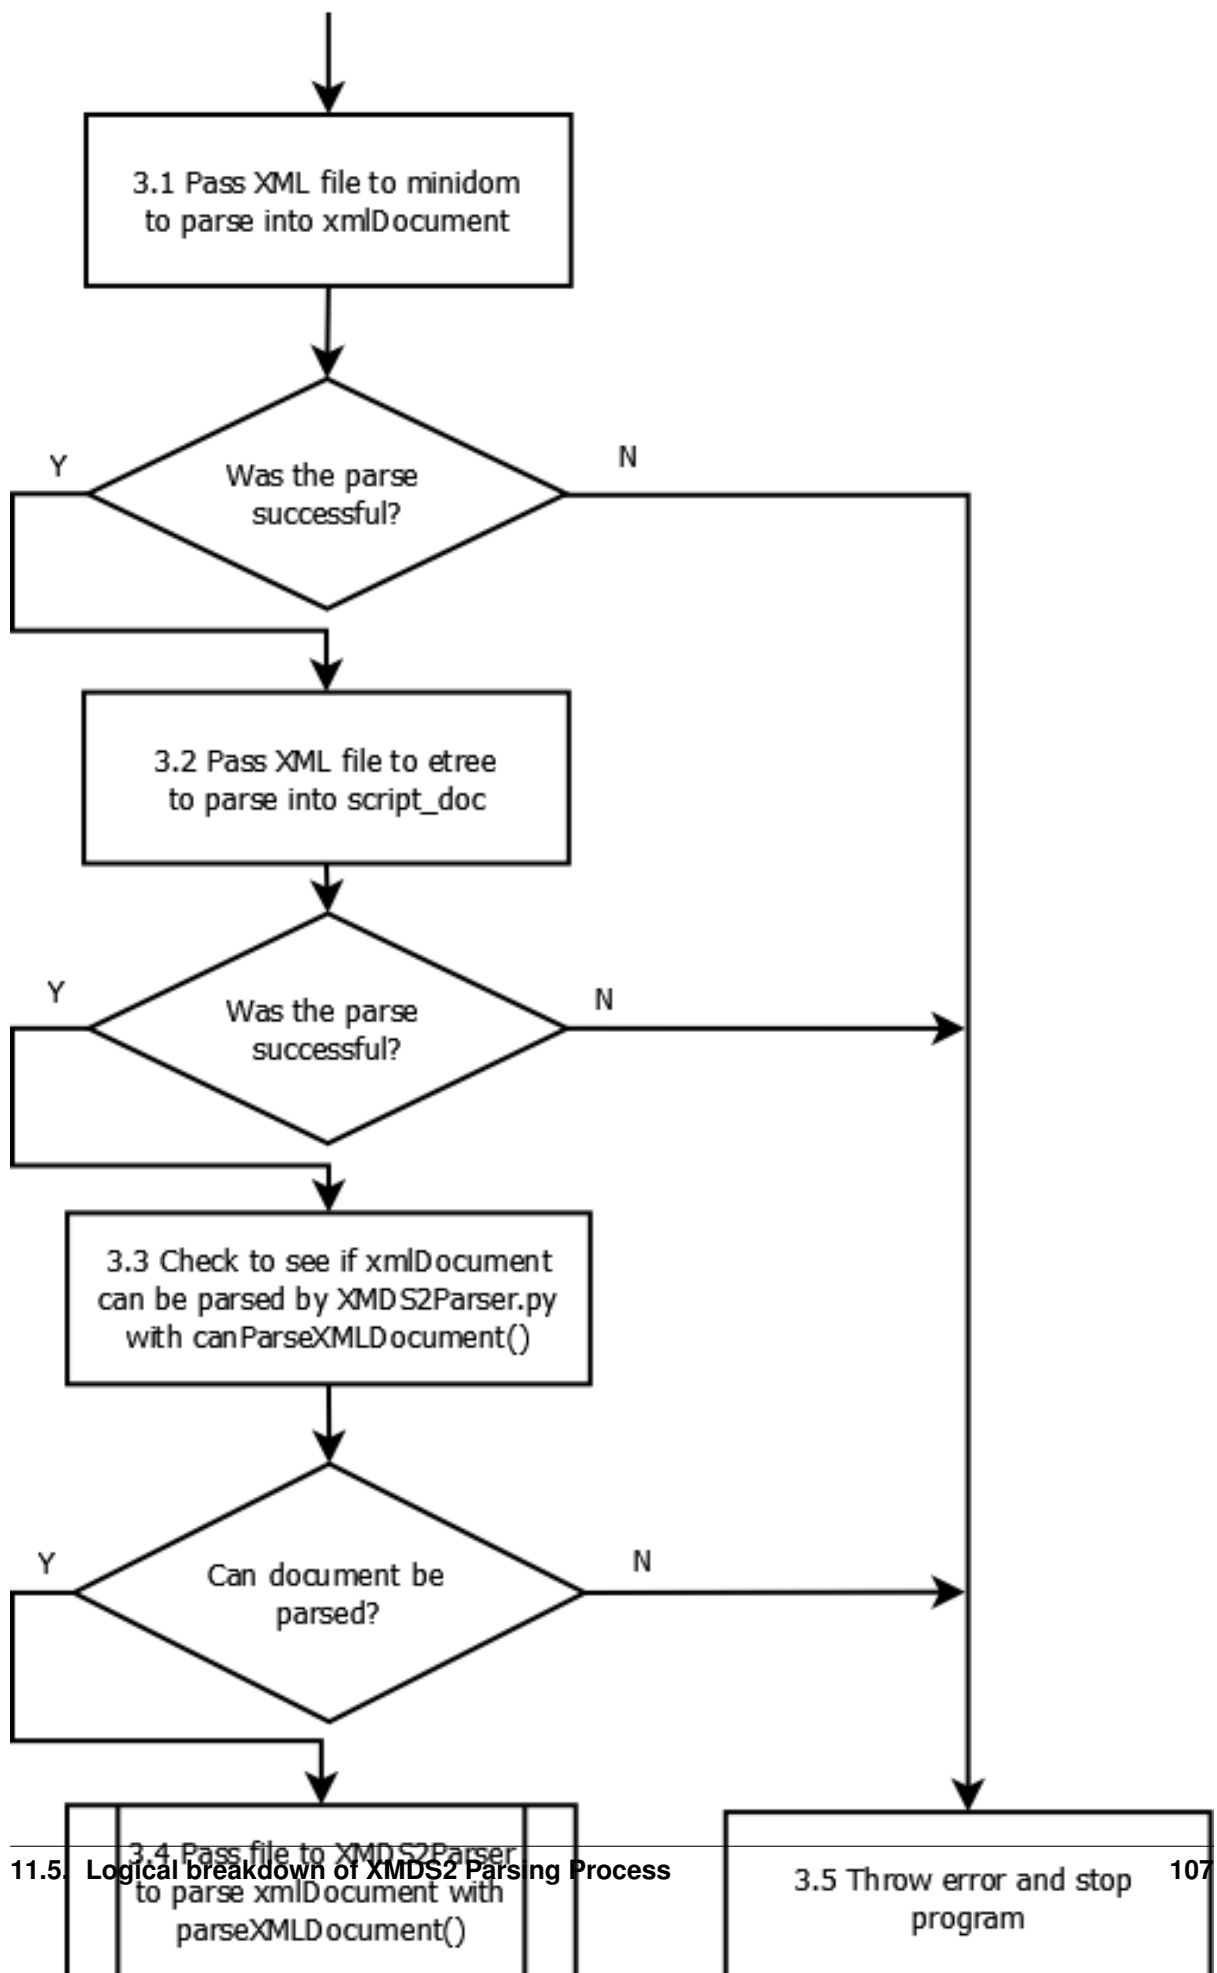 3.1 Pass XML file to minidom
to parse into xmlDocument
Y
N
Was the parse
successful?
3.2 Pass XML file to etree
to parse into script_doc
Y
N
Was the parse
successful?
3.3 Check to see if xmlDocument
can be parsed by XMDS2Parser.py
with canParseXMLDocument()
Y
N
Can document be
parsed?
3.4 Pass file to XMDS2Parser
to parse xmlDocument with
parseXMLDocument()
3.5 Throw error and stop
program
11.5. Logical breakdown of XMDS2 Parsing Process
107